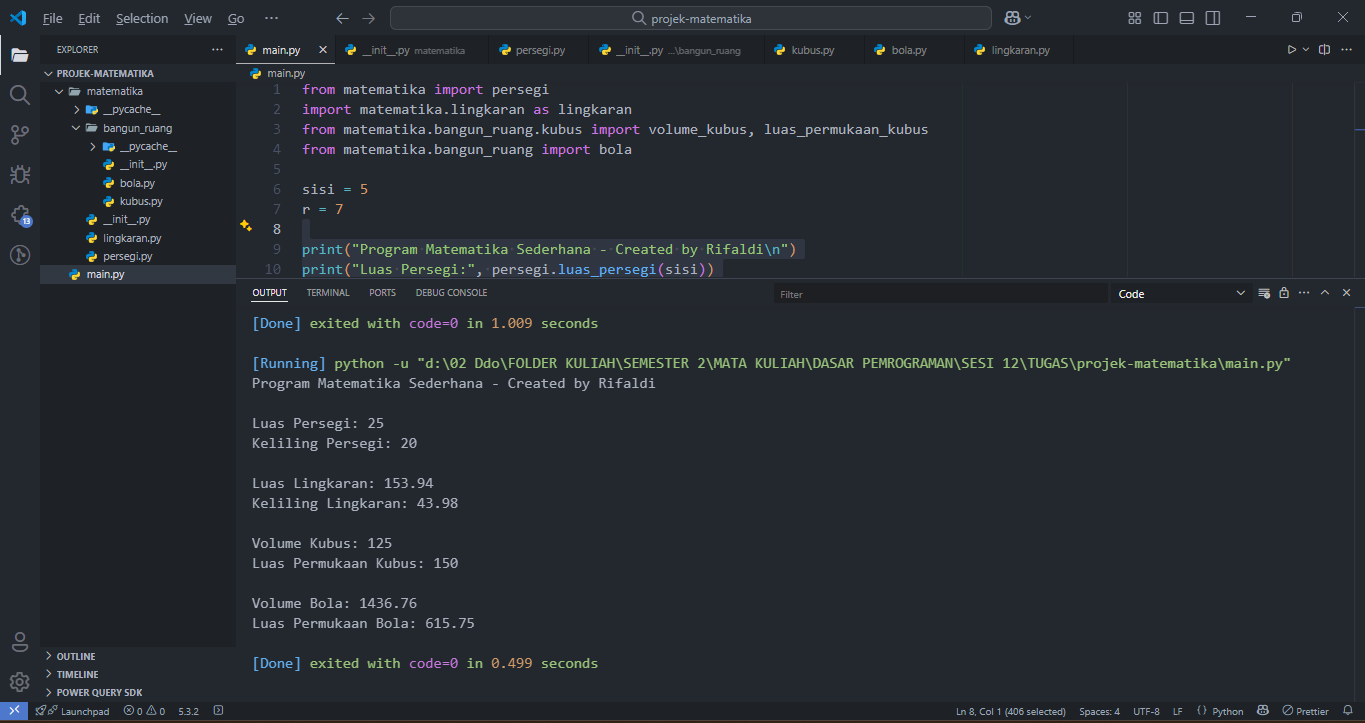 File Edit Selection View Go ··· projek-matematika
EXPLORER ···
PROJEK-MATEMATIKA
matematika
__pycache__
bangun_ruang
__pycache__
__init__.py
bola.py
kubus.py
__init__.py
lingkaran.py
persegi.py
main.py
OUTLINE
TIMELINE
POWER QUERY SDK
13
main.py __init__.py matematika persegi.py __init__.py ...\bangun_ruang kubus.py bola.py lingkaran.py
main.py
1 from matematika import persegi
2 import matematika.lingkaran as lingkaran
3 from matematika.bangun_ruang.kubus import volume_kubus, luas_permukaan_kubus
4 from matematika.bangun_ruang import bola
5
6 sisi = 5
7 r = 7
8
9 print("Program·Matematika·Sederhana·-·Created·by·Rifaldi\n")
10 print("Luas·Persegi:",·persegi.luas_persegi(sisi))
OUTPUT TERMINAL PORTS DEBUG CONSOLE Filter Code
[Done] exited with code=0 in 1.009 seconds
[Running] python -u "d:\02 Ddo\FOLDER KULIAH\SEMESTER 2\MATA KULIAH\DASAR PEMROGRAMAN\SESI 12\TUGAS\projek-matematika\main.py"
Program Matematika Sederhana - Created by Rifaldi
Luas Persegi: 25
Keliling Persegi: 20
Luas Lingkaran: 153.94
Keliling Lingkaran: 43.98
Volume Kubus: 125
Luas Permukaan Kubus: 150
Volume Bola: 1436.76
Luas Permukaan Bola: 615.75
[Done] exited with code=0 in 0.499 seconds
Launchpad 0 0 5.3.2 Ln 8, Col 1 (406 selected) Spaces: 4 UTF-8 LF {} Python Prettier